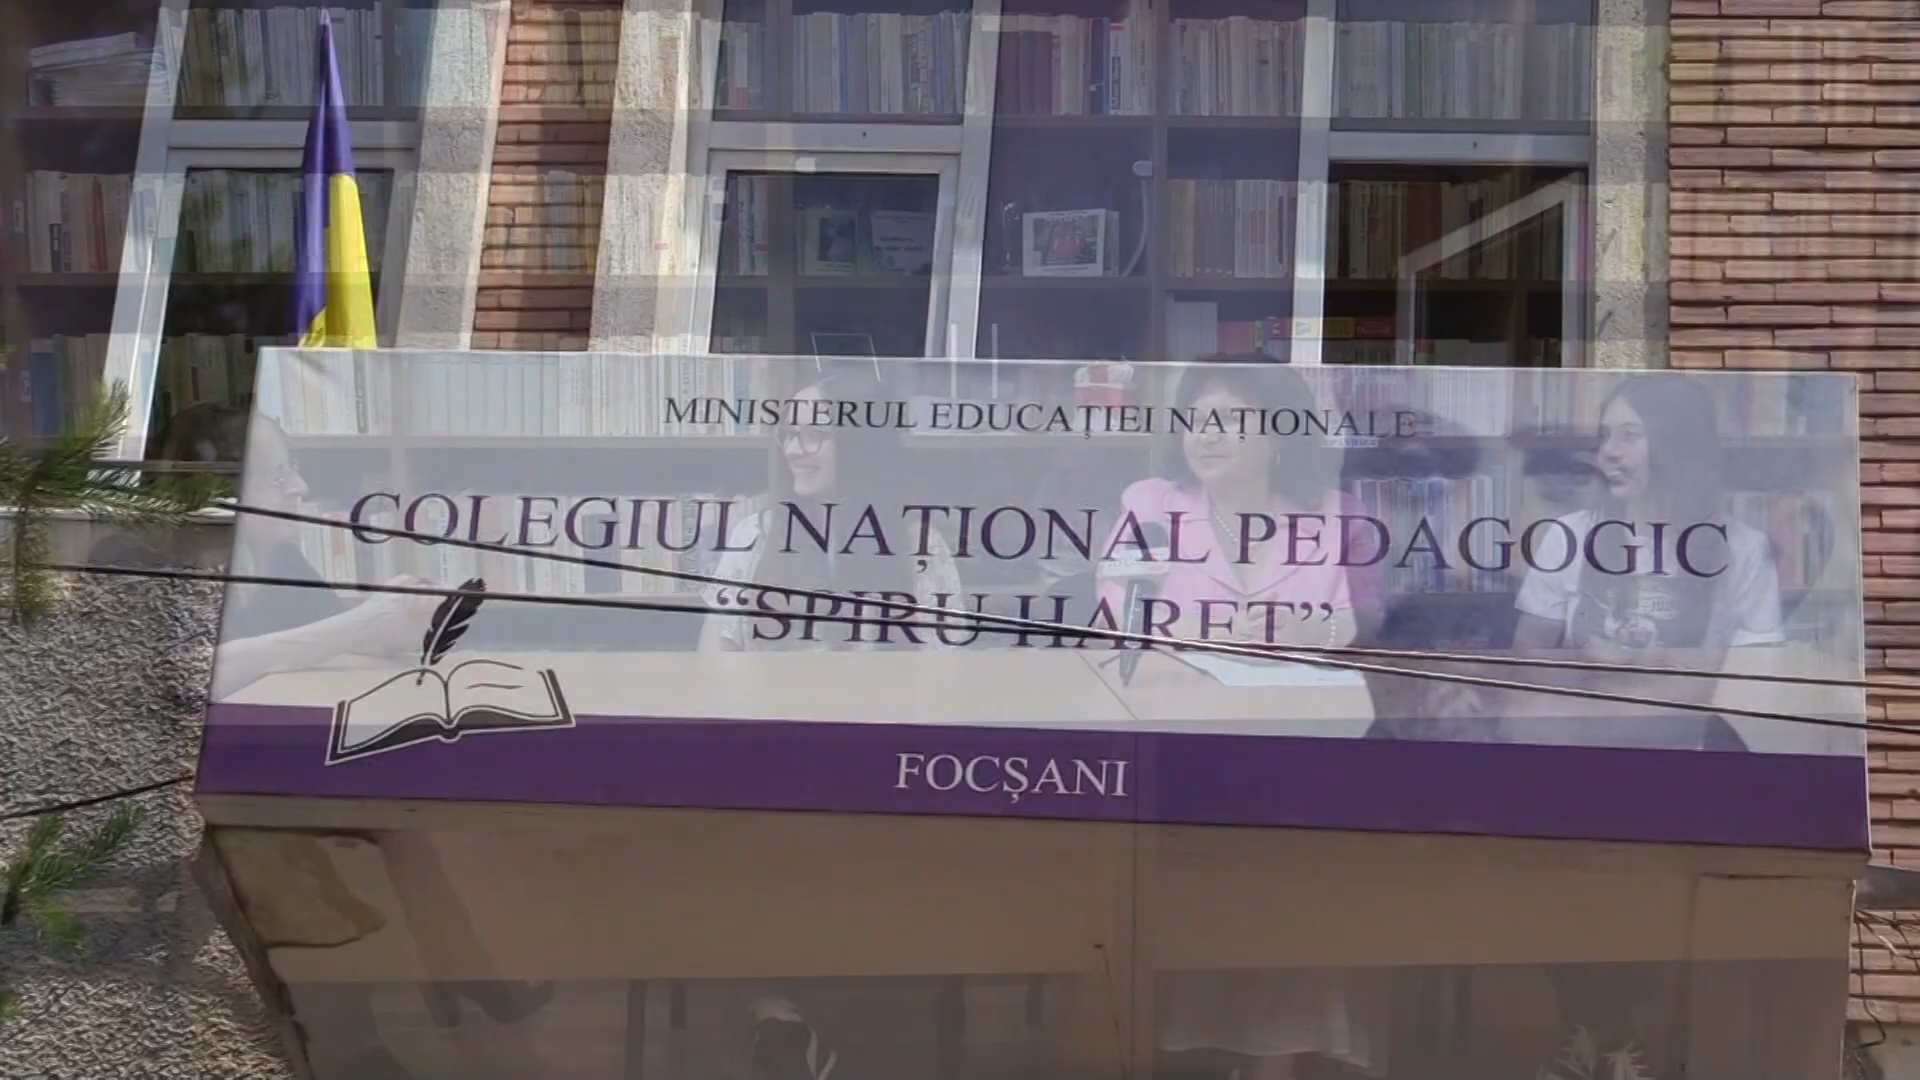 MINISTERUL EDUCAȚIEI NAȚIONALE
COLEGIUL NAȚIONAL PEDAGOGIC
“SPIRU HARET”
FOCȘANI